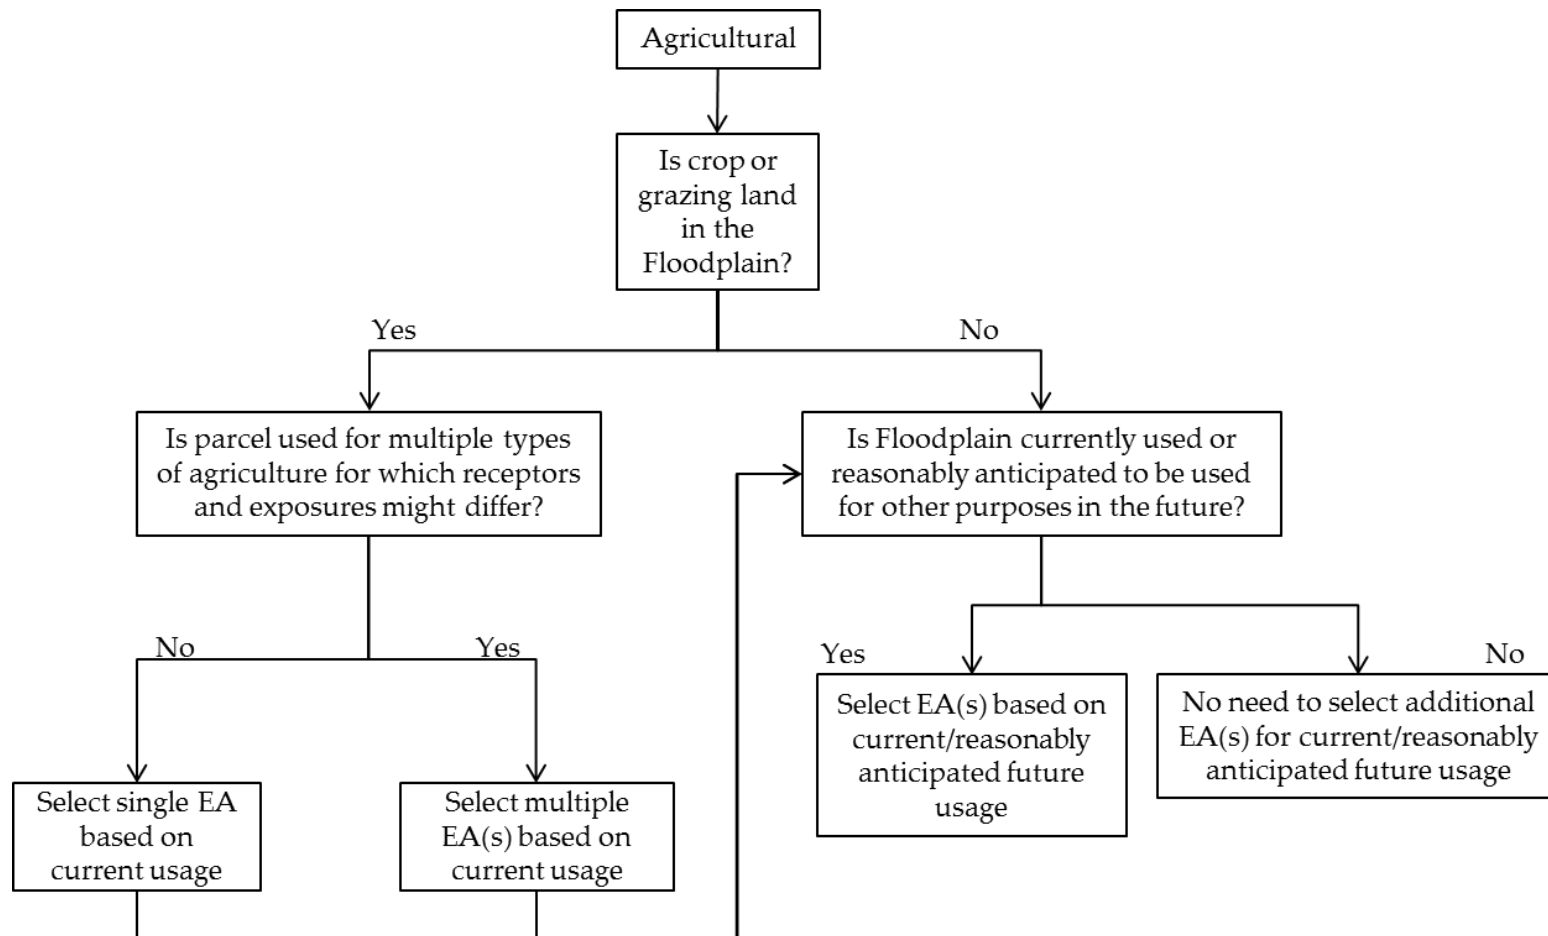 Agricultural
Is crop or
grazing land
in the
Floodplain?
Yes
No
Is parcel used for multiple types
of agriculture for which receptors
and exposures might differ?
Is Floodplain currently used or
reasonably anticipated to be used
for other purposes in the future?
No
Yes
Yes
No
Select EA(s) based on
current/reasonably
anticipated future
usage
No need to select additional
EA(s) for current/reasonably
anticipated future usage
Select single EA
based on
current usage
Select multiple
EA(s) based on
current usage